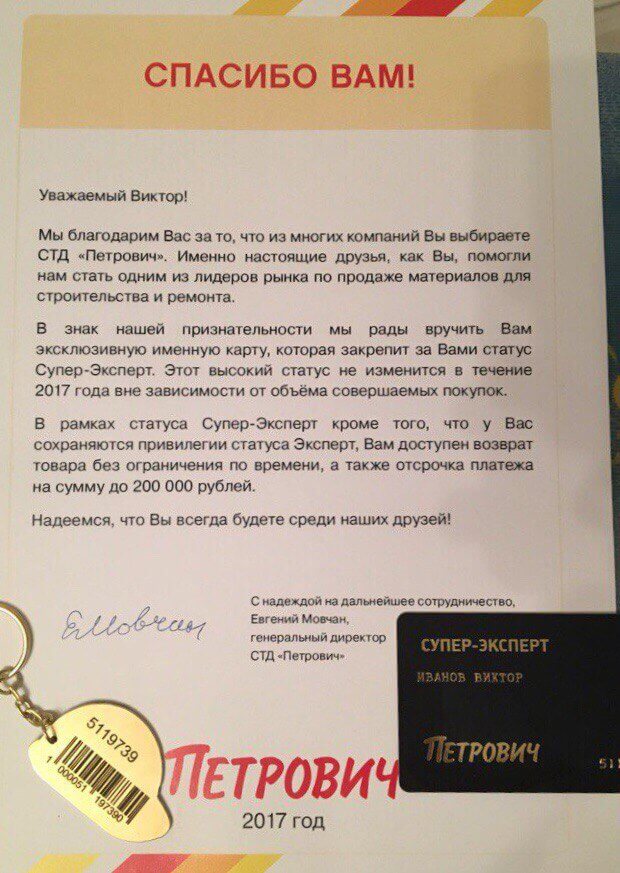 СПАСИБО ВАМ!
Уважаемый Виктор!
Мы благодарим Вас за то, что из многих компаний Вы выбираете
СТД «Петрович». Именно настоящие друзья, как Вы, помогли
нам стать одним из лидеров рынка по продаже материалов для
строительства и ремонта.
В знак нашей признательности мы рады вручить Вам
эксклюзивную именную карту, которая закрепит за Вами статус
Супер-Эксперт. Этот высокий статус не изменится в течение
2017 года вне зависимости от объёма совершаемых покупок.
В рамках статуса Супер-Эксперт кроме того, что у Вас
сохраняются привилегии статуса Эксперт, Вам доступен возврат
товара без ограничения по времени, а также отсрочка платежа
на сумму до 200 000 рублей.
Надеемся, что Вы всегда будете среди наших друзей!
С надеждой на дальнейшее сотрудничество,
Евгений Мовчан,
генеральный директор
СТД «Петрович»
ЕМовчан
СУПЕР-ЭКСПЕРТ
ИВАНОВ ВИКТОР
ПЕТРОВИЧ
511
5119739
1 000051 197390
ПЕТРОВИЧ
2017 год